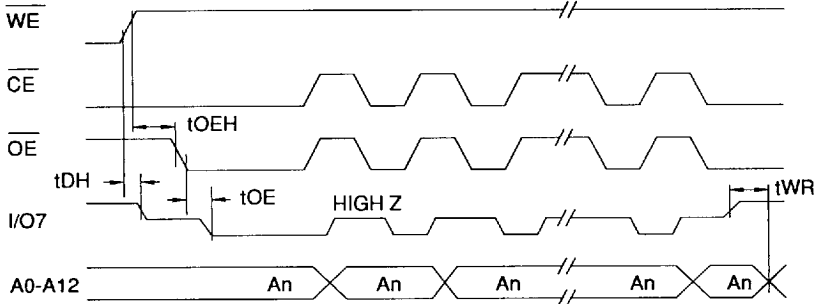 WE
CE
tOEH
OE
tDH
tOE
tWR
HIGH Z
I/O7
A0-A12
An An An An An